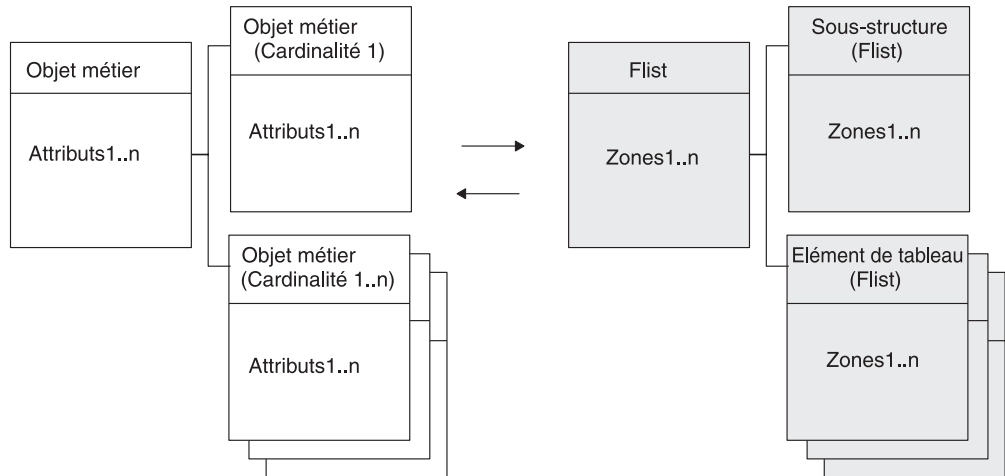 Objet métier
Attributs1..n
Objet métier
(Cardinalité 1)
Attributs1..n
Objet métier
(Cardinalité 1..n)
Attributs1..n
Flist
Zones1..n
Sous-structure
(Flist)
Zones1..n
Elément de tableau
(Flist)
Zones1..n